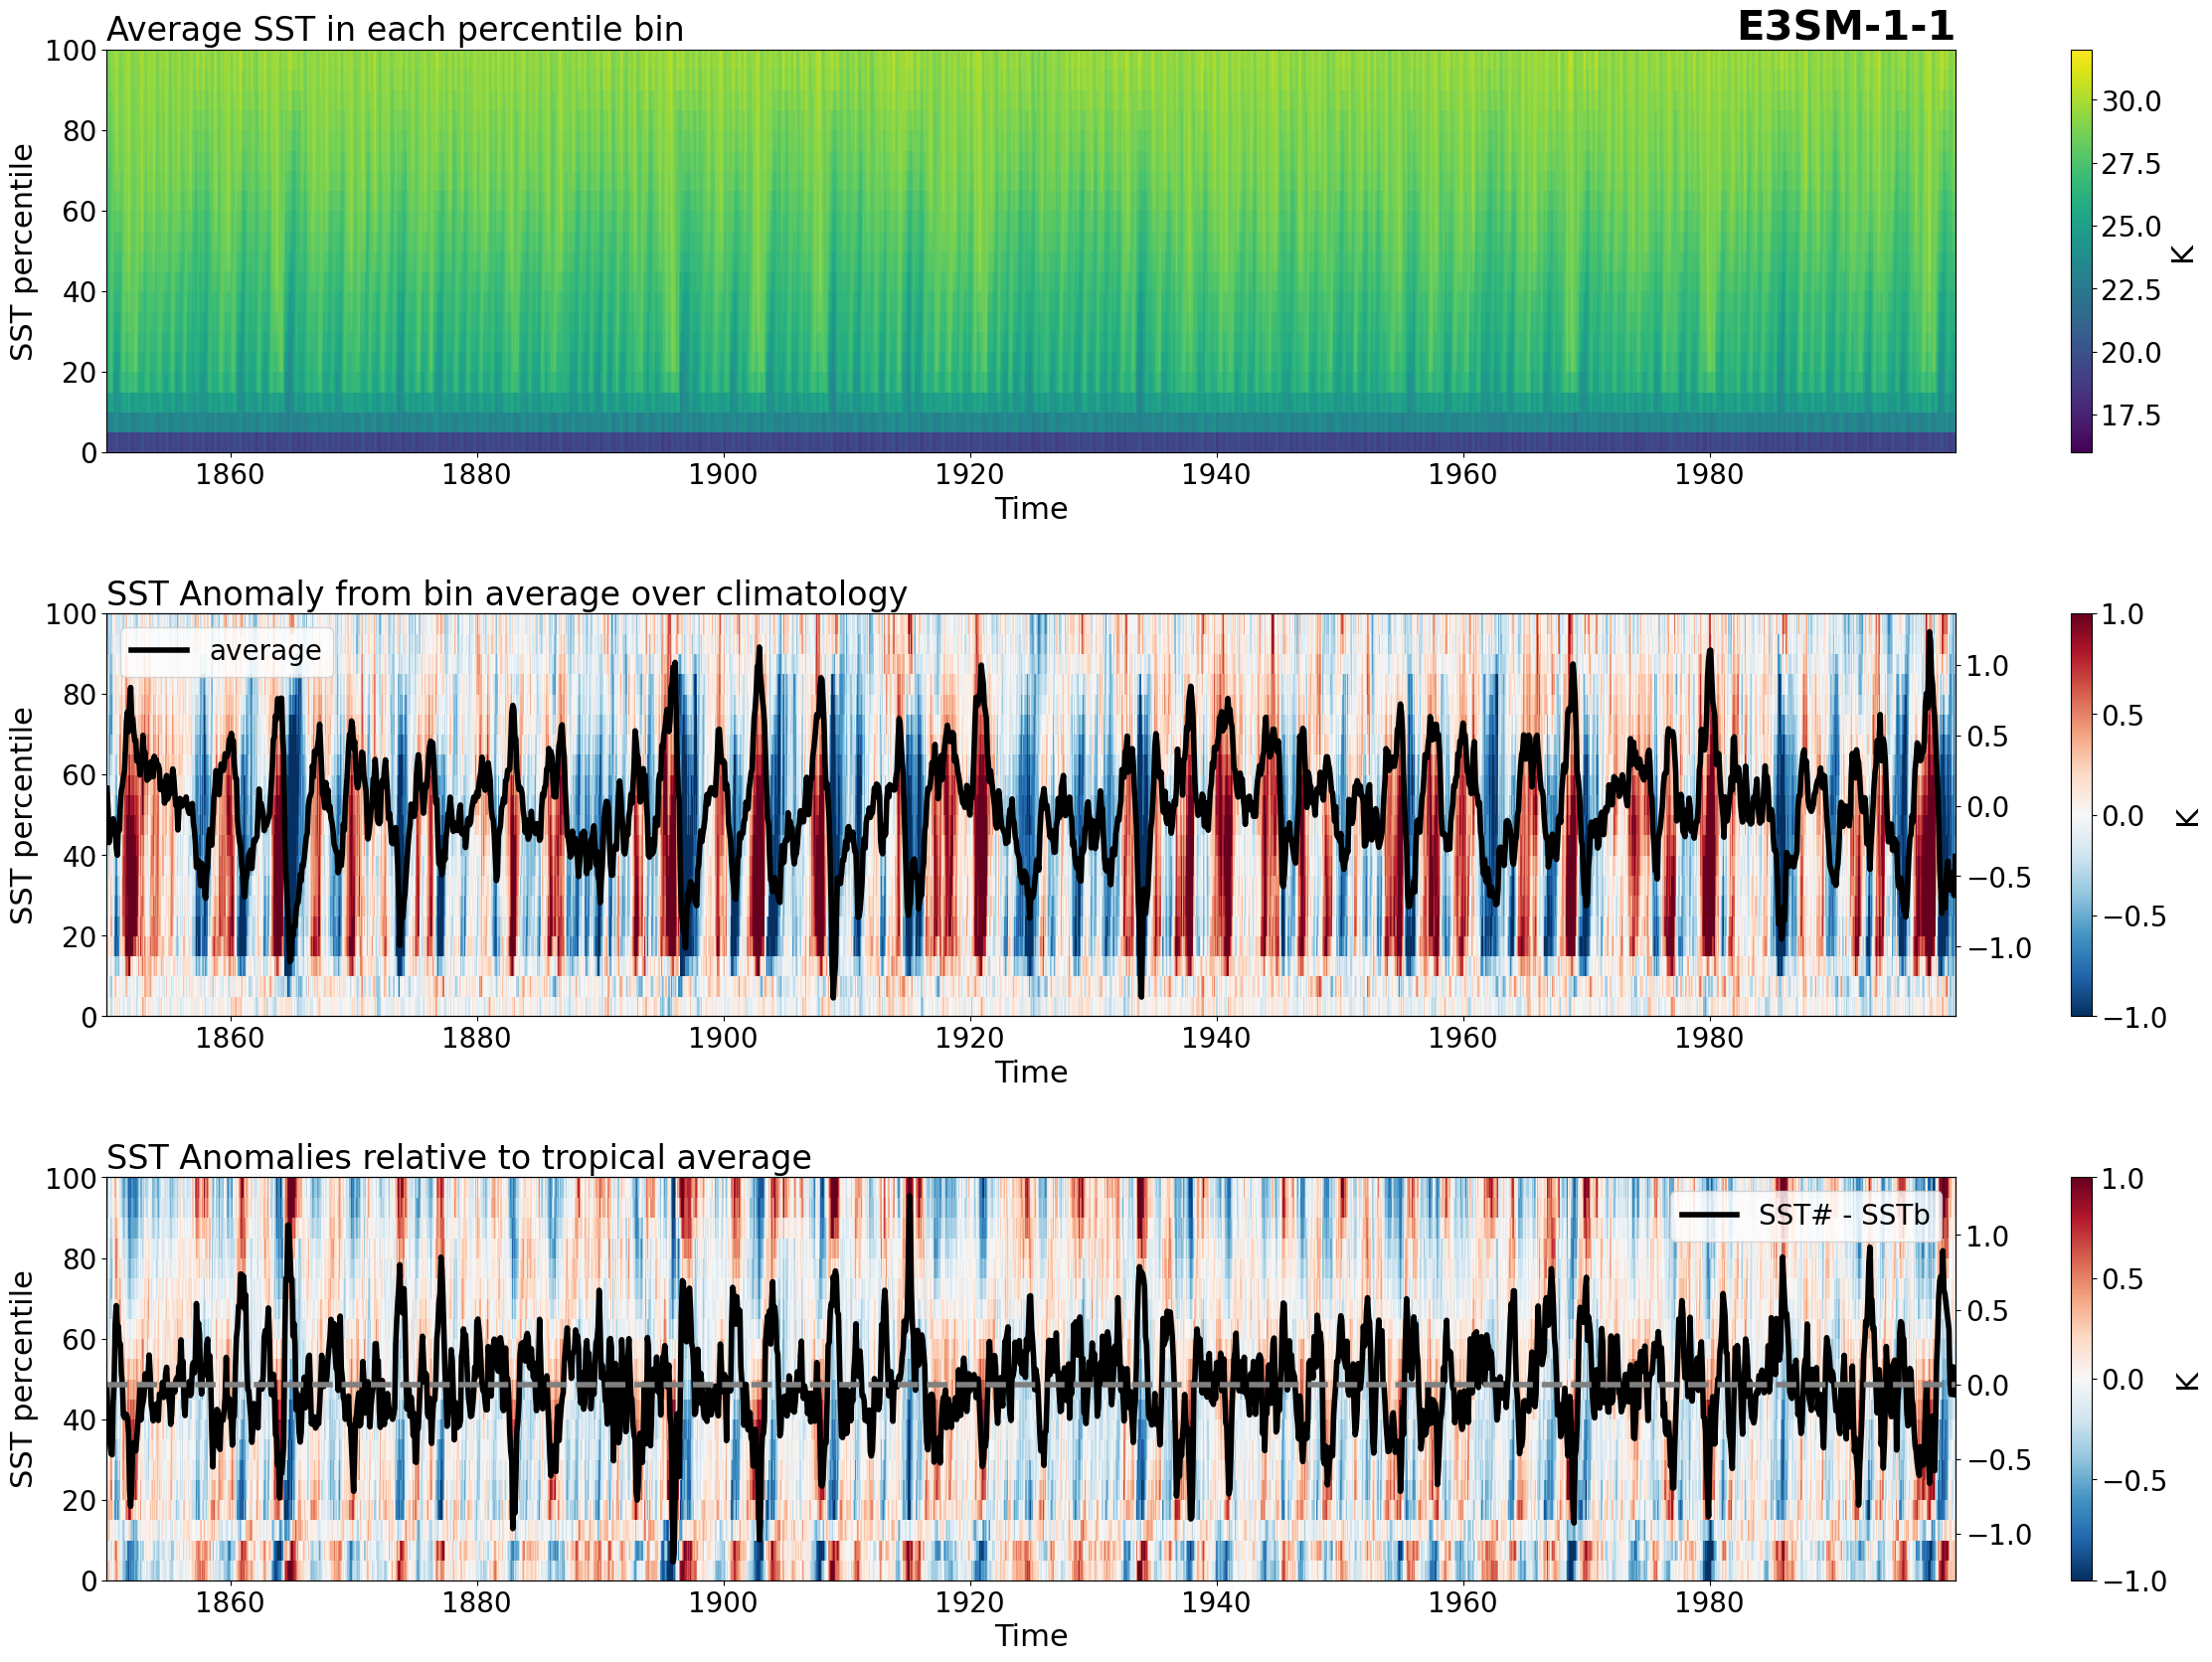 Average SST in each percentile bin
E3SM-1-1
100
80
60
40
20
0
SST percentile
1860 1880 1900 1920 1940 1960 1980
Time
30.0
27.5
25.0
22.5
20.0
17.5
K
SST Anomaly from bin average over climatology
average
100
80
60
40
20
0
SST percentile
1860 1880 1900 1920 1940 1960 1980
Time
1.0
0.5
0.0
−0.5
−1.0
1.0
0.5
0.0
−0.5
−1.0
K
SST Anomalies relative to tropical average
SST# - SSTb
100
80
60
40
20
0
SST percentile
1860 1880 1900 1920 1940 1960 1980
Time
1.0
0.5
0.0
−0.5
−1.0
1.0
0.5
0.0
−0.5
−1.0
K